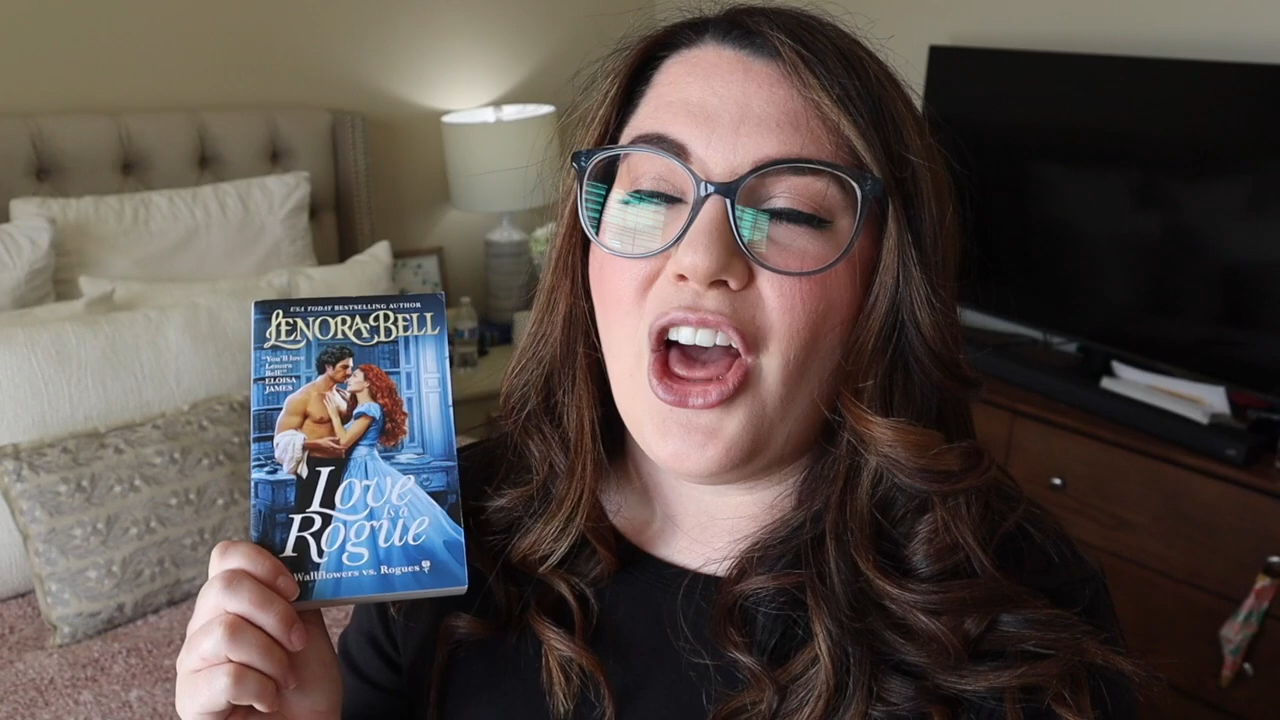 USA TODAY BESTSELLING AUTHOR
LENORA BELL
"You'll love
Lenora
Bell!"
—ELOISA
JAMES
Love
is a
Rogue
Wallflowers vs. Rogues